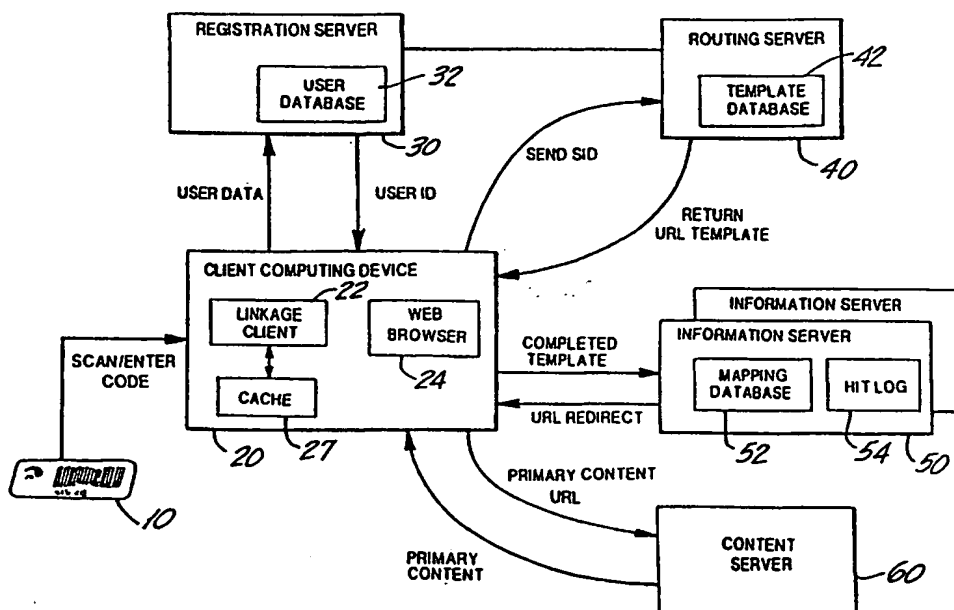 REGISTRATION SERVER
USER
DATABASE
32
30
ROUTING SERVER
42
TEMPLATE
DATABASE
40
SEND SID
USER DATA
USER ID
RETURN
URL TEMPLATE
CLIENT COMPUTING DEVICE
22
LINKAGE
CLIENT
WEB
BROWSER
24
CACHE
27
20
SCAN/ENTER
CODE
10
COMPLETED
TEMPLATE
URL REDIRECT
INFORMATION SERVER
INFORMATION SERVER
MAPPING
DATABASE
HIT LOG
52
54
50
PRIMARY CONTENT
URL
PRIMARY
CONTENT
CONTENT
SERVER
60